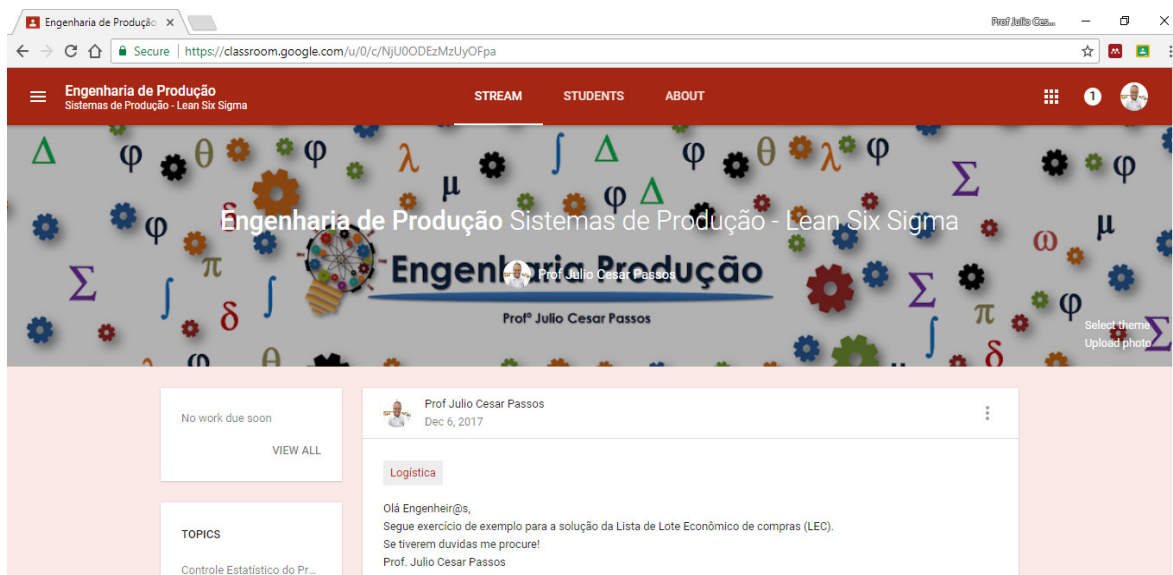 Engenharia de Produção
Prof Julio Ces...
Secure | https://classroom.google.com/u/0/c/NjU0ODEzMzUyOFpa
Engenharia de Produção
Sistemas de Produção - Lean Six Sigma
STREAM STUDENTS ABOUT
1
Engenharia de Produção Sistemas de Produção - Lean Six Sigma
Engenharia Produção
Prof Julio Cesar Passos
Profº Julio Cesar Passos
Select theme
Upload photo
No work due soon
VIEW ALL
TOPICS
Controle Estatístico do Pr...
Prof Julio Cesar Passos
Dec 6, 2017
Logística
Olá Engenheir@s,
Segue exercício de exemplo para a solução da Lista de Lote Econômico de compras (LEC).
Se tiverem duvidas me procure!
Prof. Julio Cesar Passos